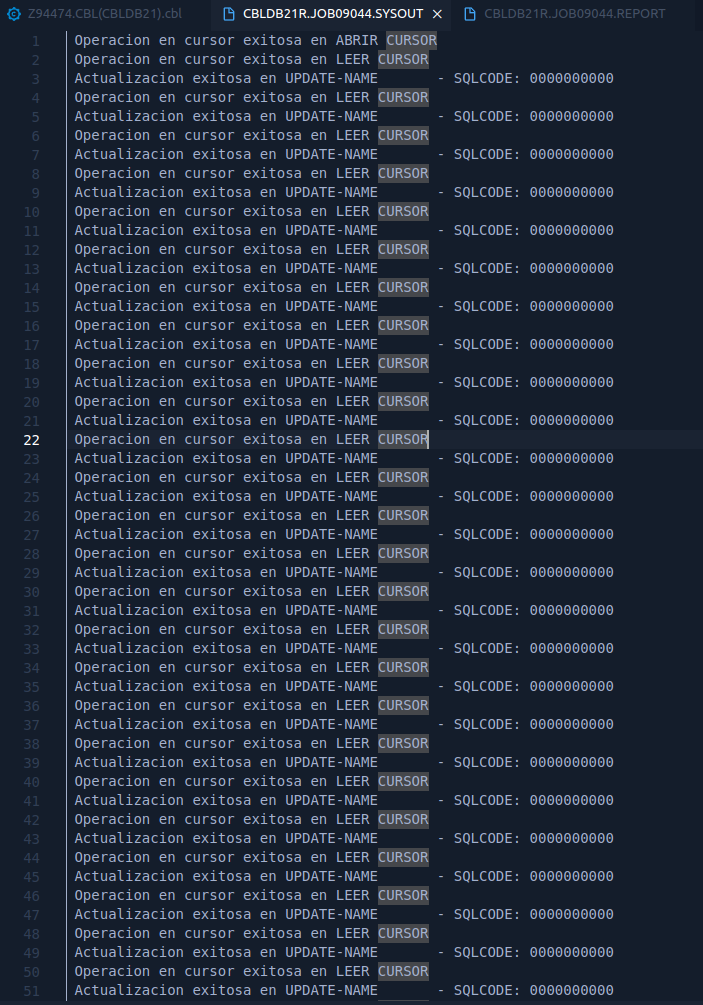 Z94474.CBL(CBLDB21).cbl CBLDB21R.JOB09044.SYSOUT CBLDB21R.JOB09044.REPORT
1 Operacion en cursor exitosa en ABRIR CURSOR
2 Operacion en cursor exitosa en LEER CURSOR
3 Actualizacion exitosa en UPDATE-NAME - SQLCODE: 0000000000
4 Operacion en cursor exitosa en LEER CURSOR
5 Actualizacion exitosa en UPDATE-NAME - SQLCODE: 0000000000
6 Operacion en cursor exitosa en LEER CURSOR
7 Actualizacion exitosa en UPDATE-NAME - SQLCODE: 0000000000
8 Operacion en cursor exitosa en LEER CURSOR
9 Actualizacion exitosa en UPDATE-NAME - SQLCODE: 0000000000
10 Operacion en cursor exitosa en LEER CURSOR
11 Actualizacion exitosa en UPDATE-NAME - SQLCODE: 0000000000
12 Operacion en cursor exitosa en LEER CURSOR
13 Actualizacion exitosa en UPDATE-NAME - SQLCODE: 0000000000
14 Operacion en cursor exitosa en LEER CURSOR
15 Actualizacion exitosa en UPDATE-NAME - SQLCODE: 0000000000
16 Operacion en cursor exitosa en LEER CURSOR
17 Actualizacion exitosa en UPDATE-NAME - SQLCODE: 0000000000
18 Operacion en cursor exitosa en LEER CURSOR
19 Actualizacion exitosa en UPDATE-NAME - SQLCODE: 0000000000
20 Operacion en cursor exitosa en LEER CURSOR
21 Actualizacion exitosa en UPDATE-NAME - SQLCODE: 0000000000
22 Operacion en cursor exitosa en LEER CURSOR
23 Actualizacion exitosa en UPDATE-NAME - SQLCODE: 0000000000
24 Operacion en cursor exitosa en LEER CURSOR
25 Actualizacion exitosa en UPDATE-NAME - SQLCODE: 0000000000
26 Operacion en cursor exitosa en LEER CURSOR
27 Actualizacion exitosa en UPDATE-NAME - SQLCODE: 0000000000
28 Operacion en cursor exitosa en LEER CURSOR
29 Actualizacion exitosa en UPDATE-NAME - SQLCODE: 0000000000
30 Operacion en cursor exitosa en LEER CURSOR
31 Actualizacion exitosa en UPDATE-NAME - SQLCODE: 0000000000
32 Operacion en cursor exitosa en LEER CURSOR
33 Actualizacion exitosa en UPDATE-NAME - SQLCODE: 0000000000
34 Operacion en cursor exitosa en LEER CURSOR
35 Actualizacion exitosa en UPDATE-NAME - SQLCODE: 0000000000
36 Operacion en cursor exitosa en LEER CURSOR
37 Actualizacion exitosa en UPDATE-NAME - SQLCODE: 0000000000
38 Operacion en cursor exitosa en LEER CURSOR
39 Actualizacion exitosa en UPDATE-NAME - SQLCODE: 0000000000
40 Operacion en cursor exitosa en LEER CURSOR
41 Actualizacion exitosa en UPDATE-NAME - SQLCODE: 0000000000
42 Operacion en cursor exitosa en LEER CURSOR
43 Actualizacion exitosa en UPDATE-NAME - SQLCODE: 0000000000
44 Operacion en cursor exitosa en LEER CURSOR
45 Actualizacion exitosa en UPDATE-NAME - SQLCODE: 0000000000
46 Operacion en cursor exitosa en LEER CURSOR
47 Actualizacion exitosa en UPDATE-NAME - SQLCODE: 0000000000
48 Operacion en cursor exitosa en LEER CURSOR
49 Actualizacion exitosa en UPDATE-NAME - SQLCODE: 0000000000
50 Operacion en cursor exitosa en LEER CURSOR
51 Actualizacion exitosa en UPDATE-NAME - SQLCODE: 0000000000